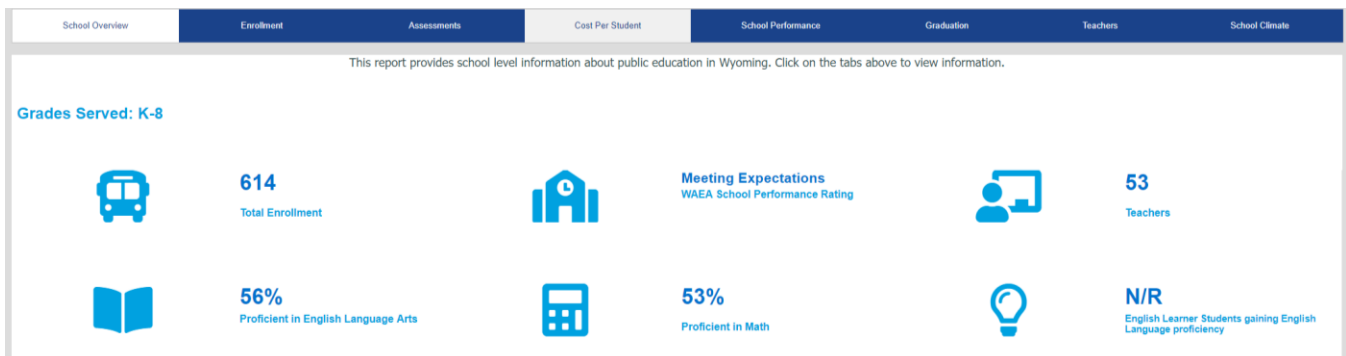 School Overview
Enrollment
Assessments
Cost Per Student
School Performance
Graduation
Teachers
School Climate
This report provides school level information about public education in Wyoming. Click on the tabs above to view information.
Grades Served: K-8
614
Total Enrollment
Meeting Expectations
WAEA School Performance Rating
53
Teachers
56%
Proficient in English Language Arts
53%
Proficient in Math
N/R
English Learner Students gaining English
Language proficiency